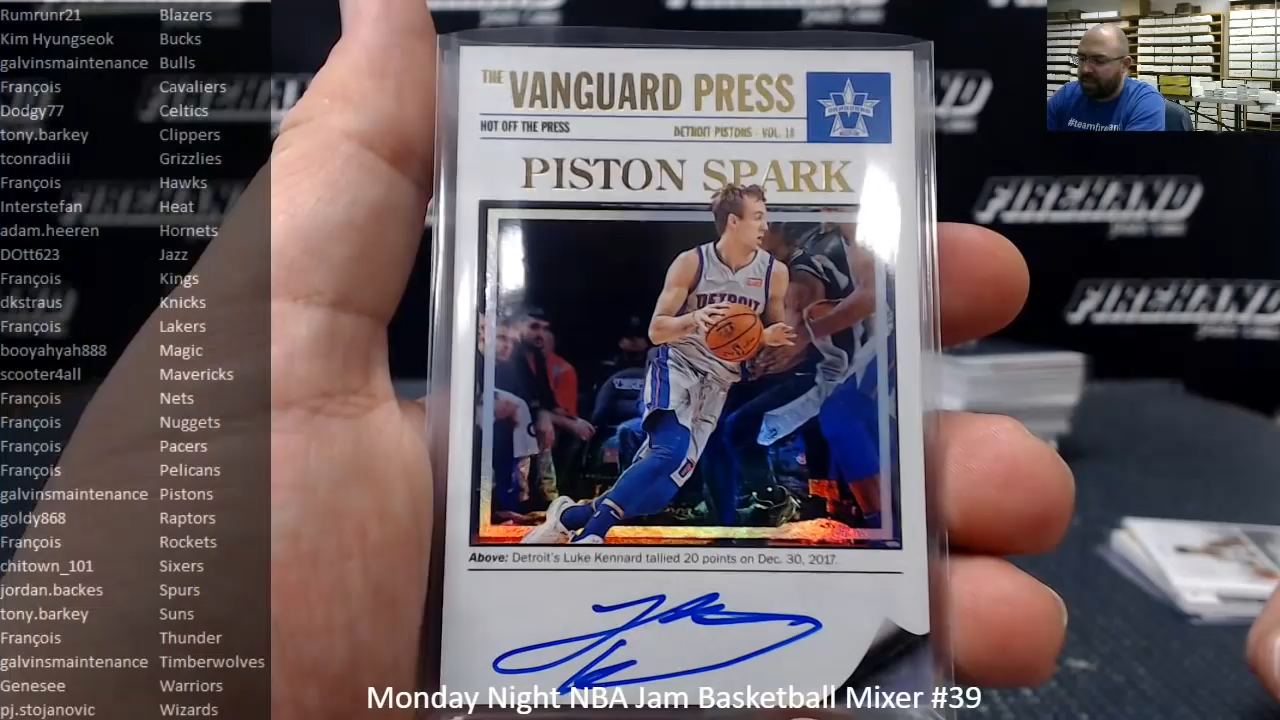 Rumrunr21 Blazers
Kim Hyungseok Bucks
galvinsmaintenance Bulls
François Cavaliers
Dodgy77 Celtics
tony.barkey Clippers
tconradiii Grizzlies
François Hawks
Interstefan Heat
adam.heeren Hornets
DOtt623 Jazz
François Kings
dkstraus Knicks
François Lakers
booyahyah888 Magic
scooter4all Mavericks
François Nets
François Nuggets
François Pacers
François Pelicans
galvinsmaintenance Pistons
goldy868 Raptors
François Rockets
chitown_101 Sixers
jordan.backes Spurs
tony.barkey Suns
François Thunder
galvinsmaintenance Timberwolves
Genesee Warriors
pj.stojanovic Wizards
THE VANGUARD PRESS
HOT OFF THE PRESS
DETROIT PISTONS - VOL. 18
PISTON SPARK
DETROIT
Above: Detroit's Luke Kennard tallied 20 points on Dec. 30, 2017.
FIREHAND
FIREHAND
Monday Night NBA Jam Basketball Mixer #39